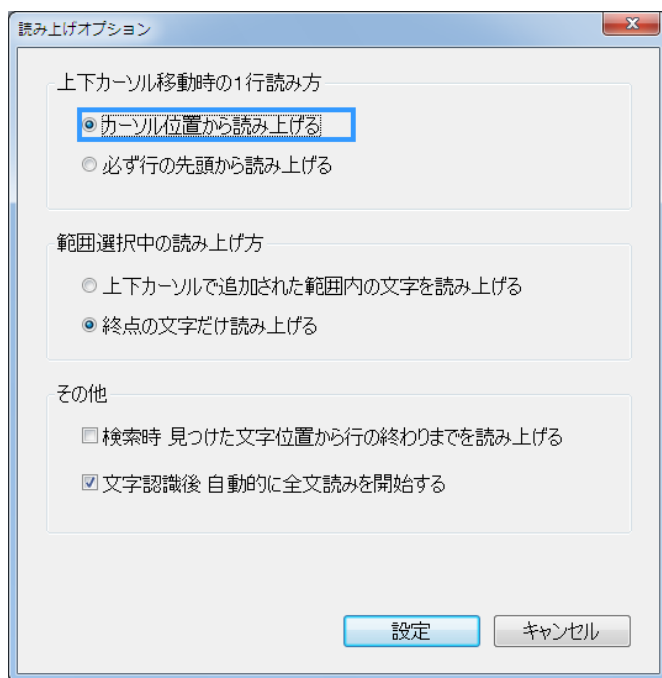 読み上げオプション
上下カーソル移動時の1行読み方
カーソル位置から読み上げる
必ず行の先頭から読み上げる
範囲選択中の読み上げ方
上下カーソルで追加された範囲内の文字を読み上げる
終点の文字だけ読み上げる
その他
検索時 見つけた文字位置から行の終わりまでを読み上げる
文字認識後 自動的に全文読みを開始する
設定 キャンセル